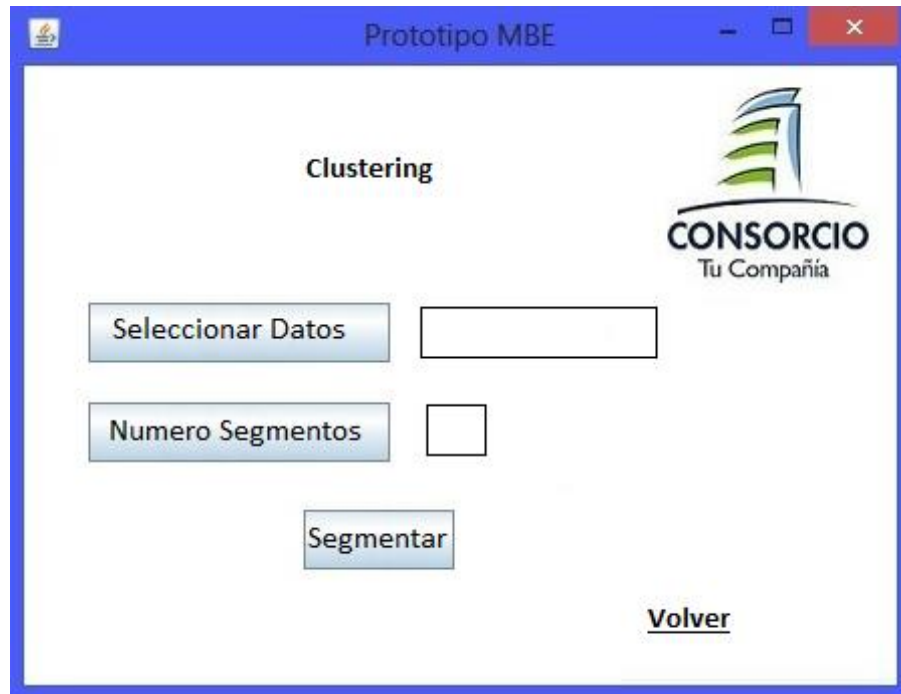 Prototipo MBE
Clustering
CONSORCIO
Tu Compañía
Seleccionar Datos
Numero Segmentos
Segmentar
Volver